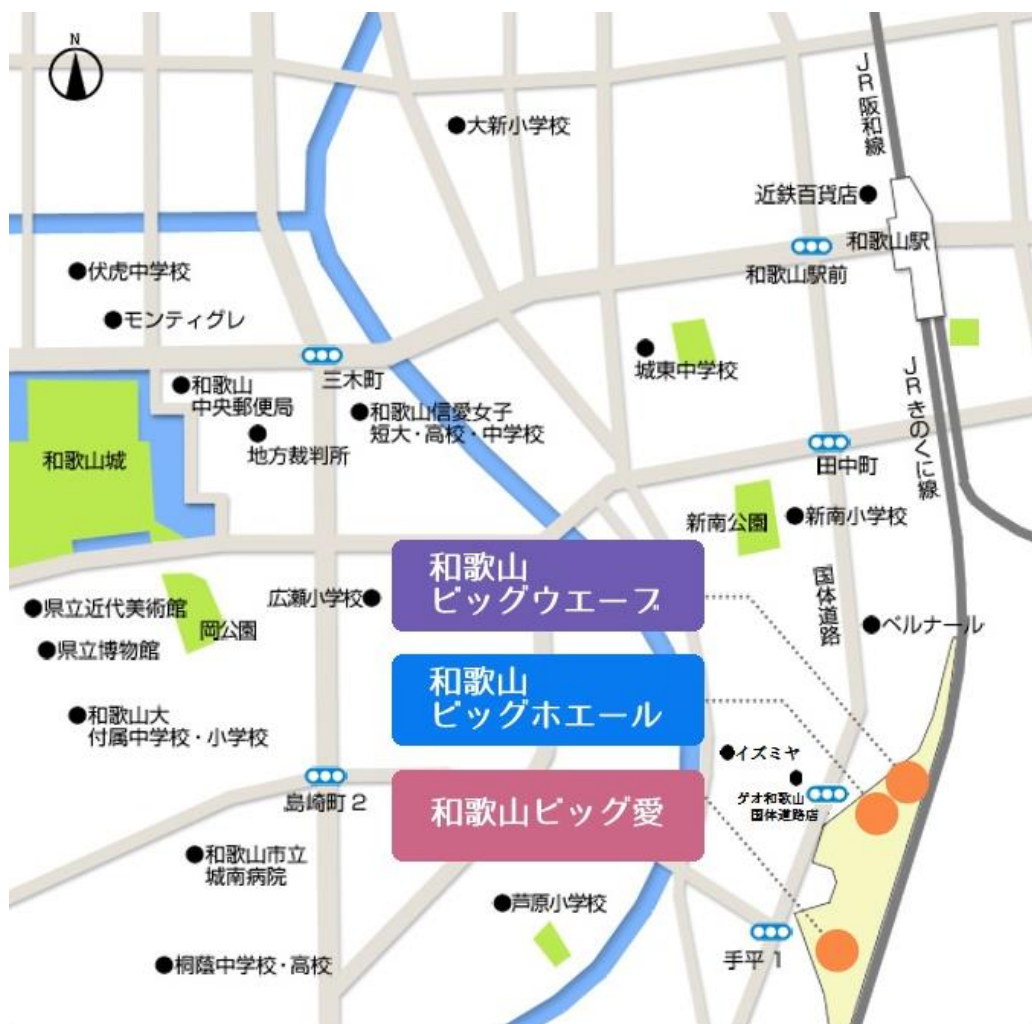 N
大新小学校
JR阪和線
近鉄百貨店
和歌山駅
和歌山駅前
伏虎中学校
モンティグレ
三木町
城東中学校
和歌山
中央郵便局
和歌山信愛女子
短大・高校・中学校
地方裁判所
JRきのくに線
和歌山城
田中町
新南公園
新南小学校
和歌山
ビッグウエーブ
国体道路
広瀬小学校
県立近代美術館
岡公園
ベルナール
県立博物館
和歌山
ビッグホエール
和歌山大
付属中学校・小学校
イズミヤ
島崎町2
ゲオ和歌山
国体道路店
和歌山ビッグ愛
和歌山市立
城南病院
芦原小学校
手平1
桐蔭中学校・高校